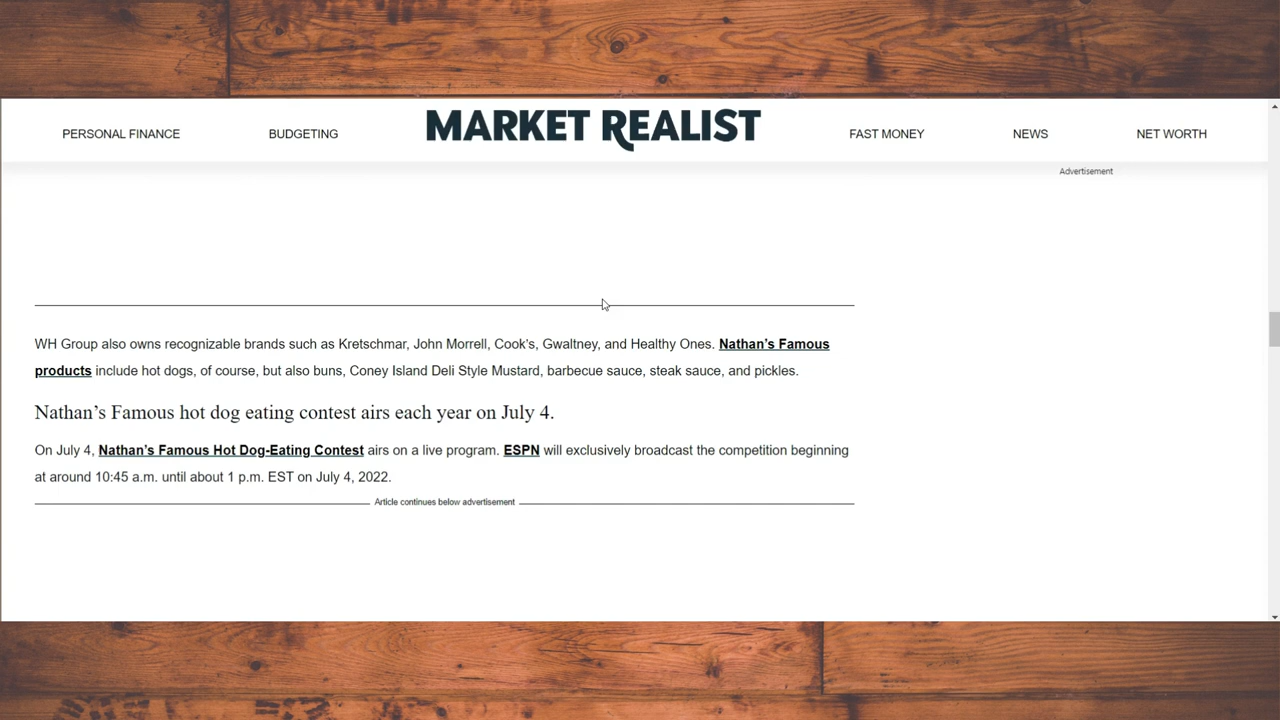 PERSONAL FINANCE BUDGETING MARKET REALIST FAST MONEY NEWS NET WORTH
Advertisement
WH Group also owns recognizable brands such as Kretschmar, John Morrell, Cook's, Gwaltney, and Healthy Ones. Nathan's Famous
products include hot dogs, of course, but also buns, Coney Island Deli Style Mustard, barbecue sauce, steak sauce, and pickles.
Nathan's Famous hot dog eating contest airs each year on July 4.
On July 4, Nathan's Famous Hot Dog-Eating Contest airs on a live program. ESPN will exclusively broadcast the competition beginning
at around 10:45 a.m. until about 1 p.m. EST on July 4, 2022.
Article continues below advertisement